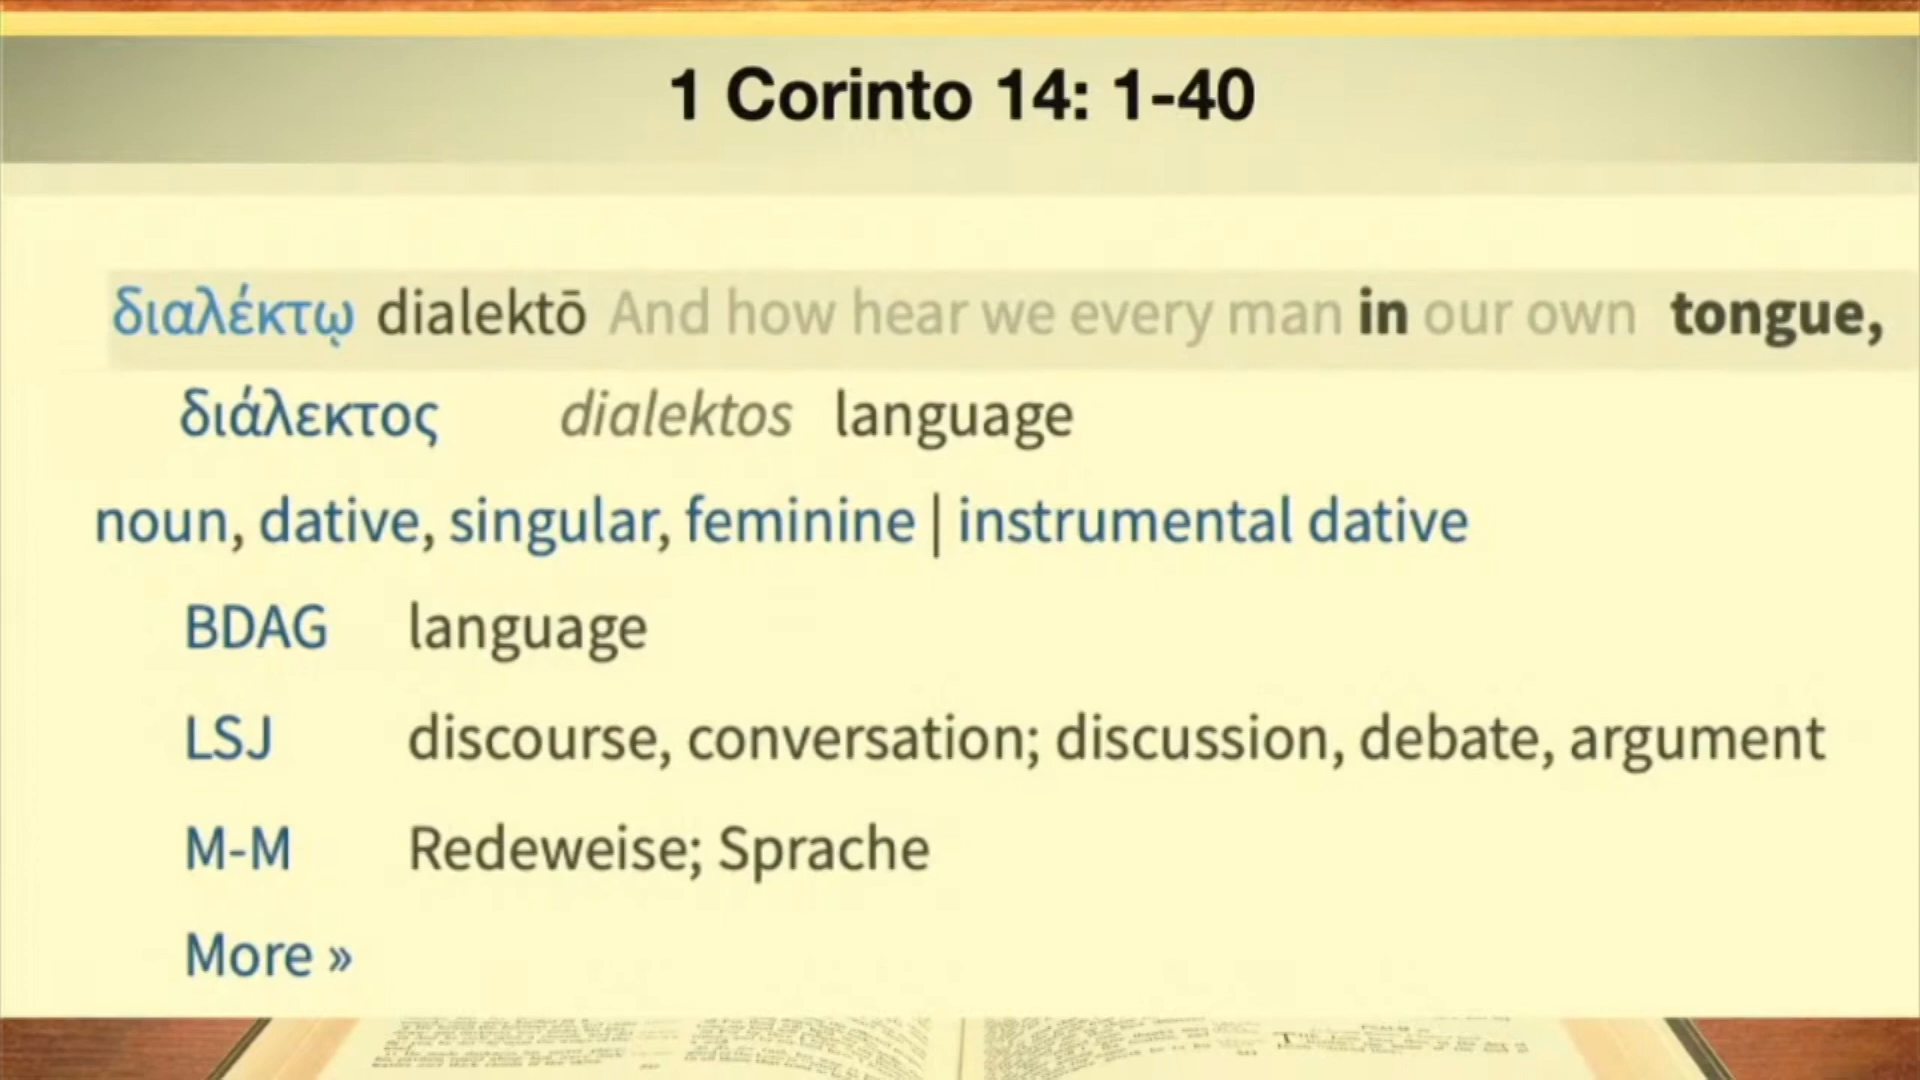 1 Corinto 14: 1-40
διαλέκτῳ dialektō And how hear we every man in our own tongue,
διάλεκτος dialektos language
noun, dative, singular, feminine | instrumental dative
BDAG language
LSJ discourse, conversation; discussion, debate, argument
M-M Redeweise; Sprache
More »